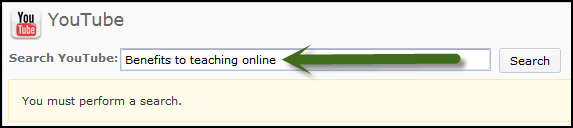 You
Tube
YouTube
Search YouTube: Benefits to teaching online Search
You must perform a search.